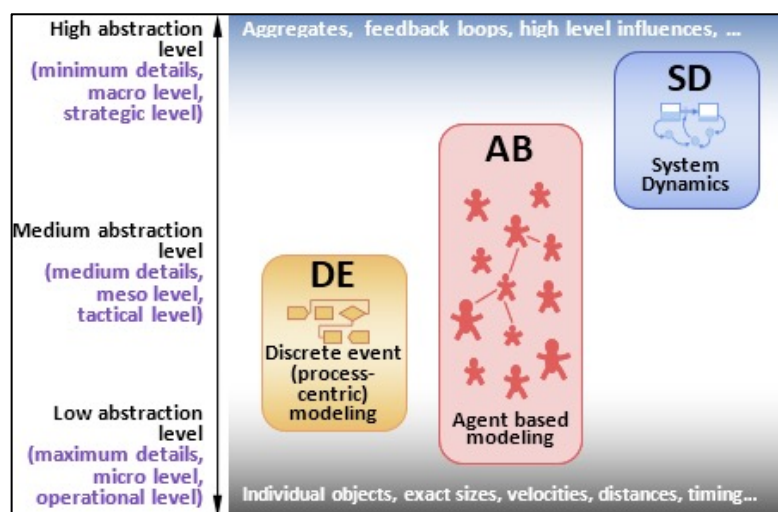 High abstraction
level
(minimum details,
macro level,
strategic level)
Medium abstraction
level
(medium details,
meso level,
tactical level)
Low abstraction
level
(maximum details,
micro level,
operational level)
Aggregates, feedback loops, high level influences, ...
DE
Discrete event
(process-
centric)
modeling
AB
Agent based
modeling
SD
System
Dynamics
Individual objects, exact sizes, velocities, distances, timing...